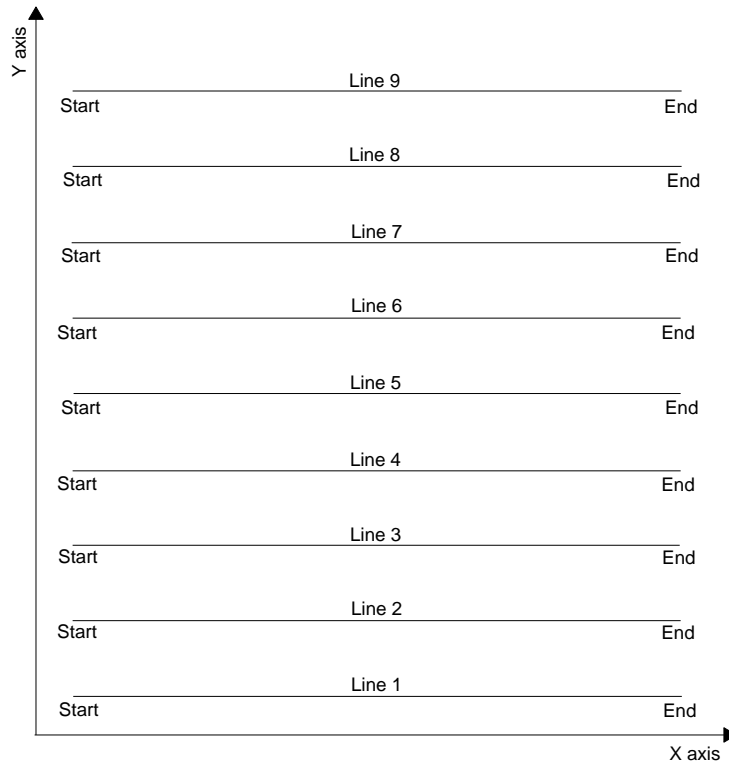 Y axis
Line 9
Start End
Line 8
Start End
Line 7
Start End
Line 6
Start End
Line 5
Start End
Line 4
Start End
Line 3
Start End
Line 2
Start End
Line 1
Start End
X axis